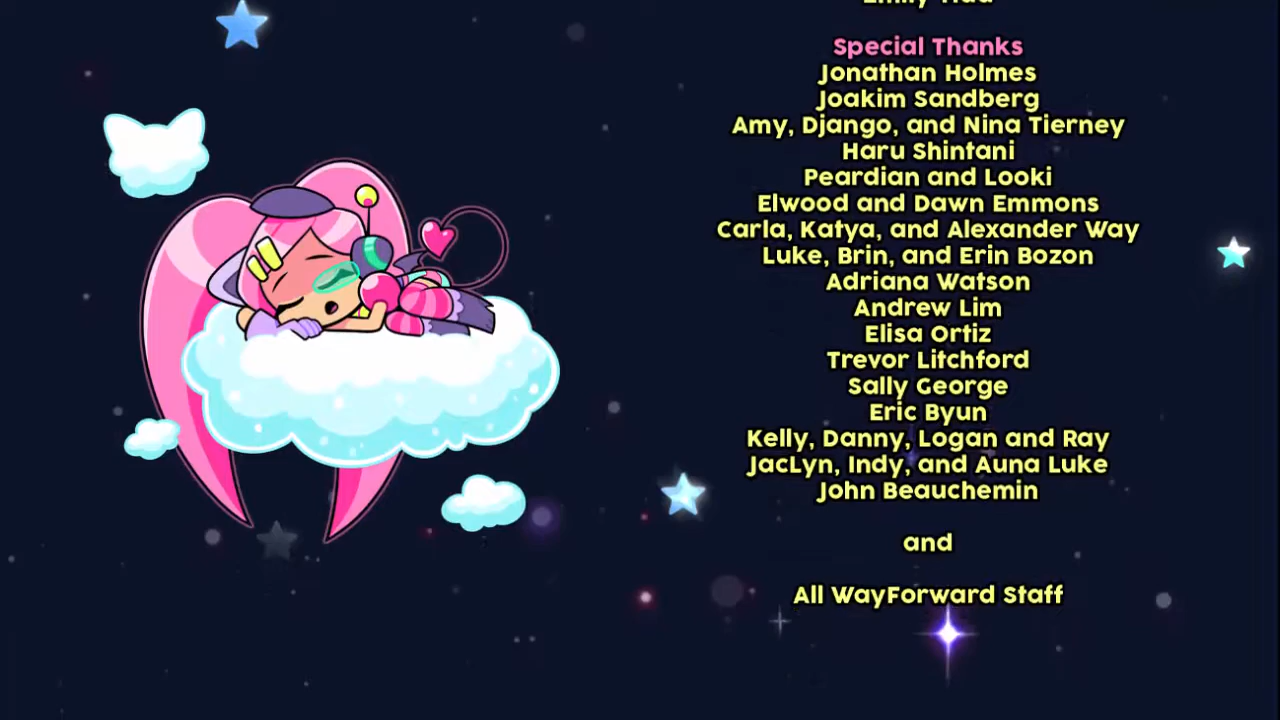 Special Thanks
Jonathan Holmes
Joakim Sandberg
Amy, Django, and Nina Tierney
Haru Shintani
Peardian and Looki
Elwood and Dawn Emmons
Carla, Katya, and Alexander Way
Luke, Brin, and Erin Bozon
Adriana Watson
Andrew Lim
Elisa Ortiz
Trevor Litchford
Sally George
Eric Byun
Kelly, Danny, Logan and Ray
JacLyn, Indy, and Auna Luke
John Beauchemin
and
All WayForward Staff